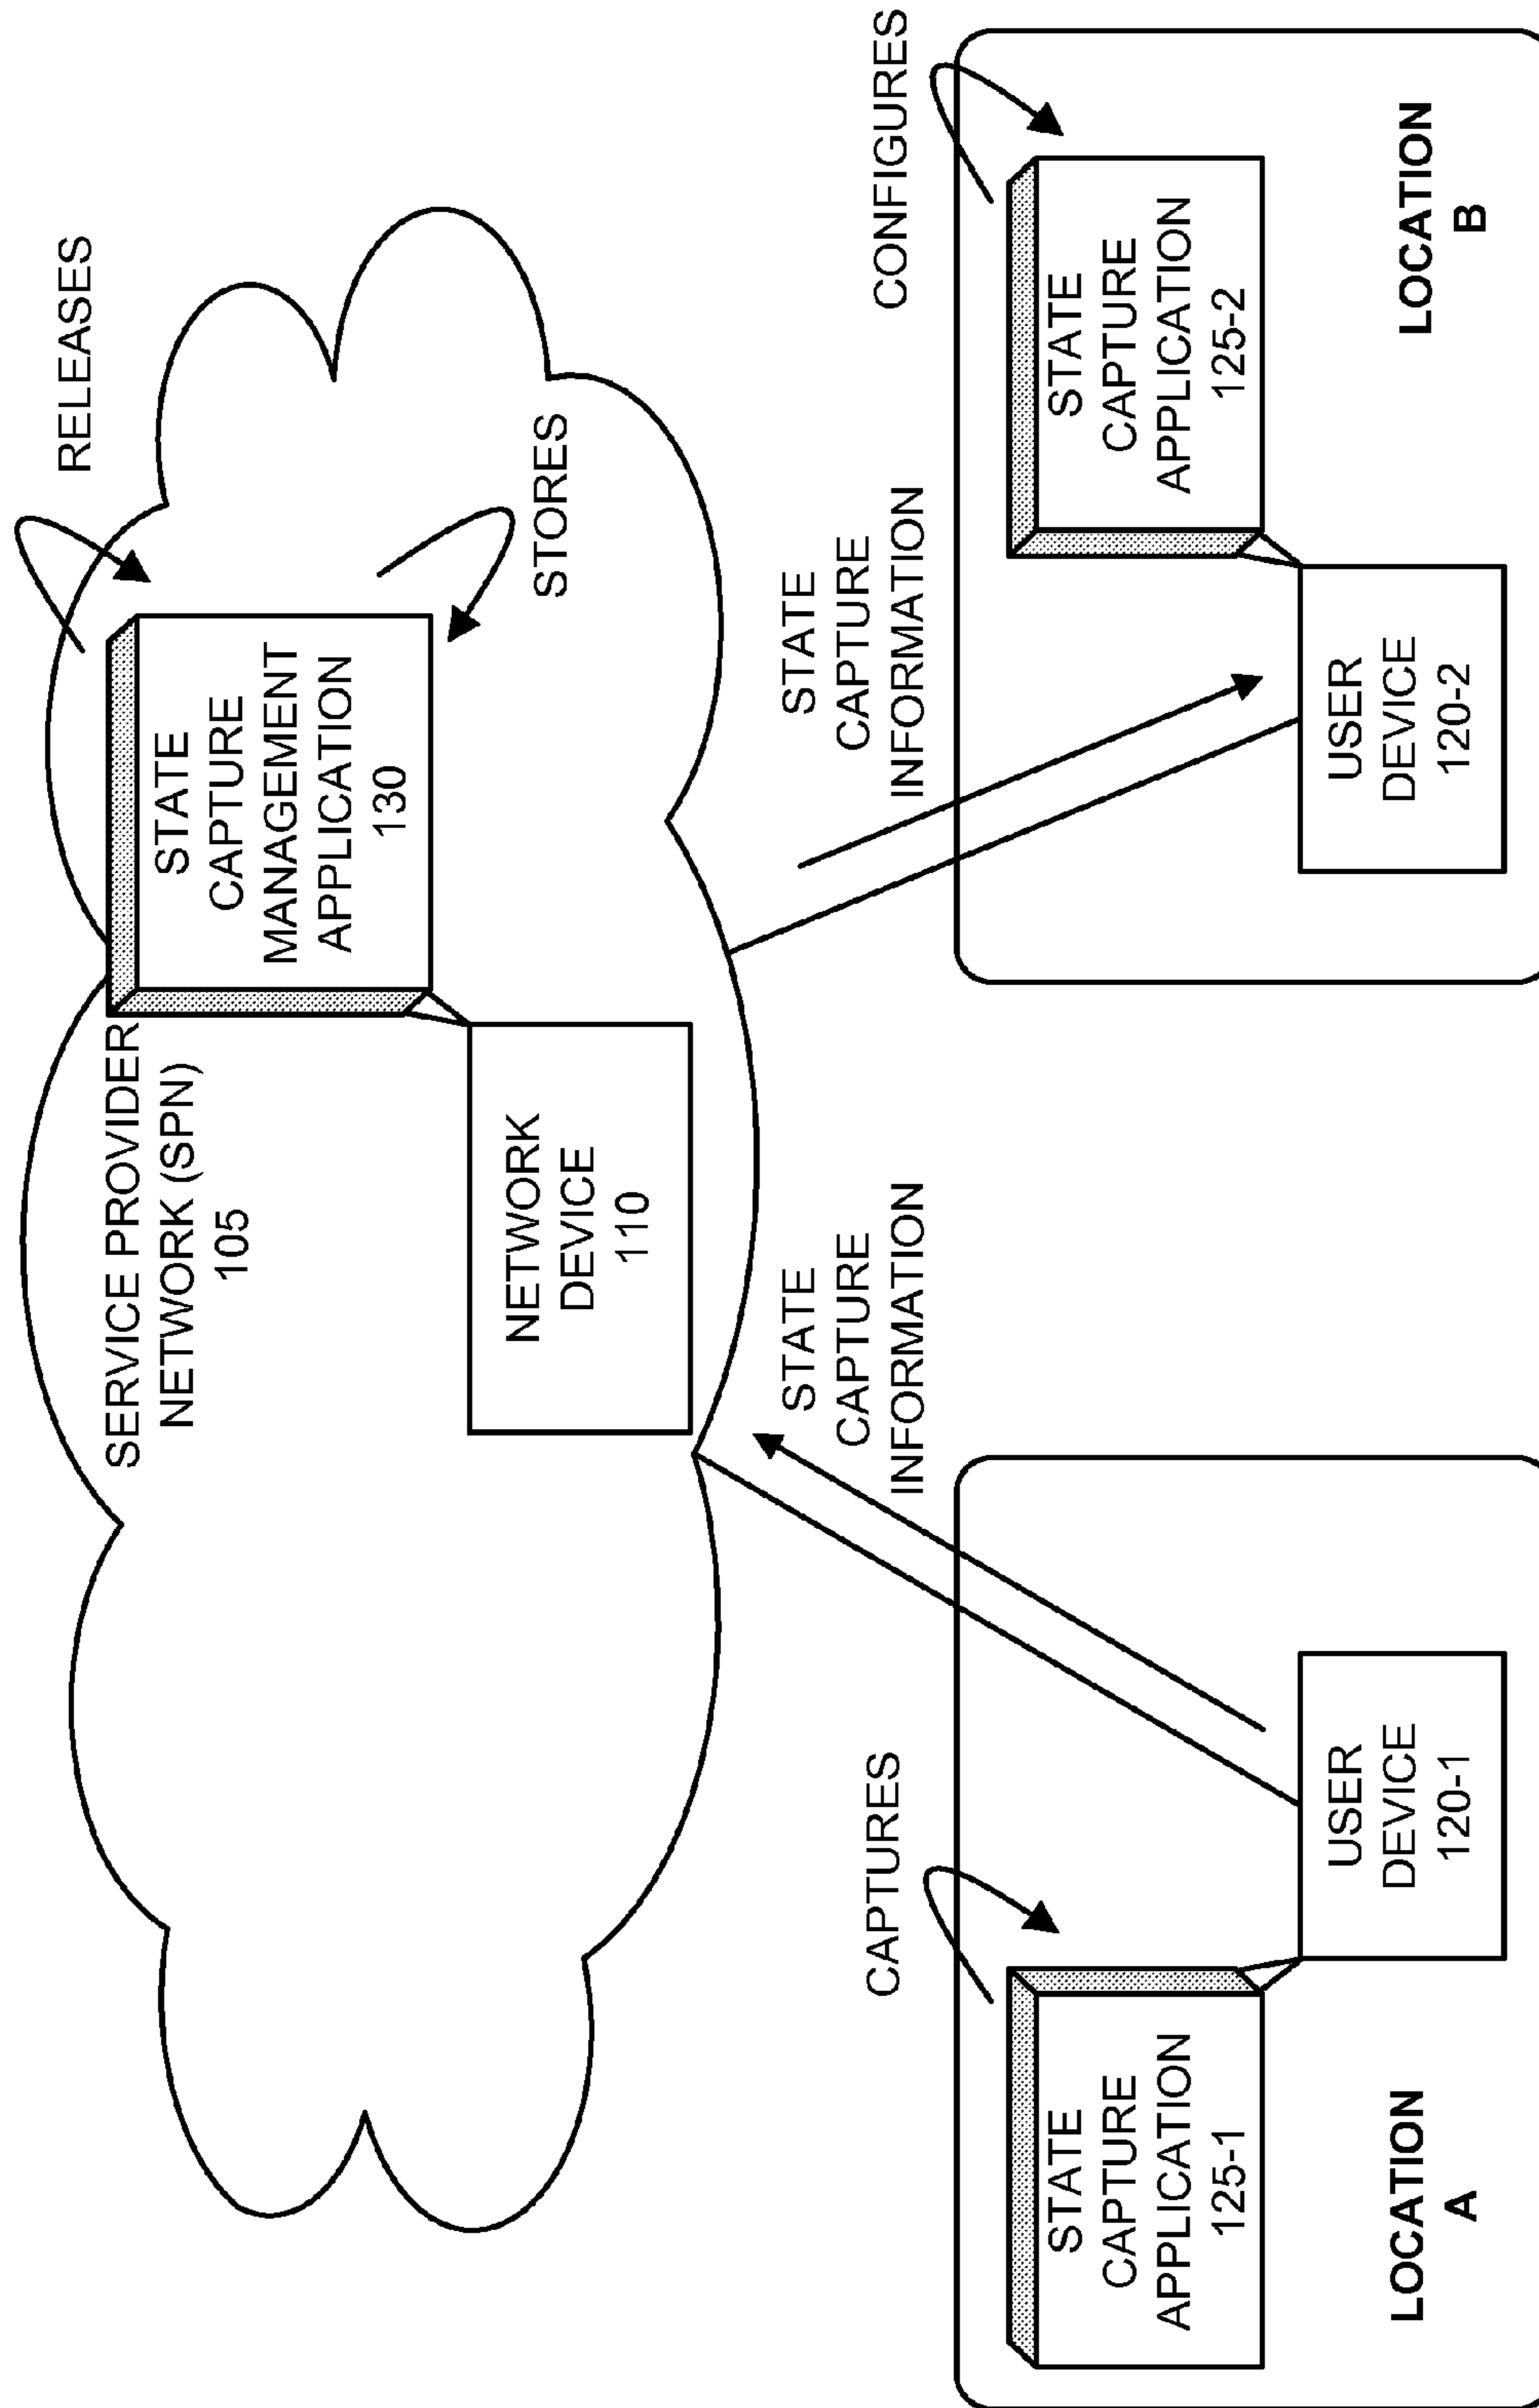 SERVICE PROVIDER
NETWORK (SPN)
105
RELEASES
STATE
CAPTURE
MANAGEMENT
APPLICATION
130
STORES
NETWORK
DEVICE
110
STATE
CAPTURE
INFORMATION
STATE
CAPTURE
INFORMATION
CAPTURES
STATE
CAPTURE
APPLICATION
125-1
USER
DEVICE
120-1
LOCATION
A
CONFIGURES
STATE
CAPTURE
APPLICATION
125-2
USER
DEVICE
120-2
LOCATION
B